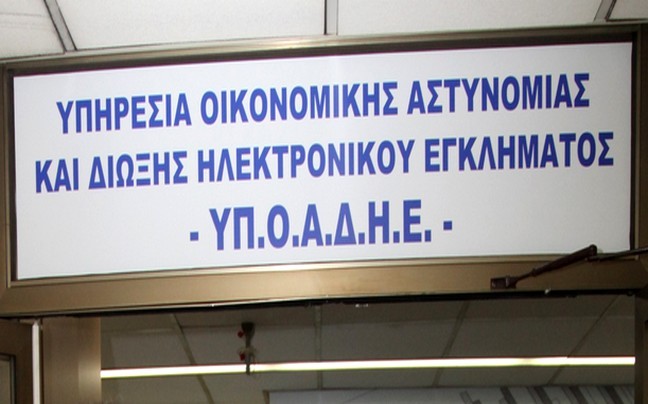 ΥΠΗΡΕΣΙΑ ΟΙΚΟΝΟΜΙΚΗΣ ΑΣΤΥΝΟΜΙΑΣ
ΚΑΙ ΔΙΩΞΗΣ ΗΛΕΚΤΡΟΝΙΚΟΥ ΕΓΚΛΗΜΑΤΟΣ
- ΥΠ.Ο.Α.Δ.Η.Ε. -